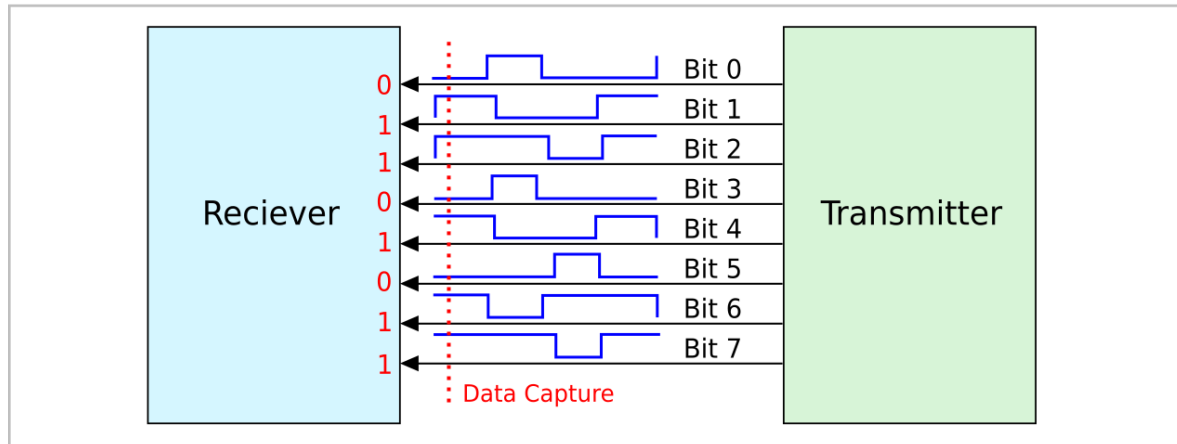 Bit 0
0
Bit 1
1
Bit 2
1
Bit 3
0
Reciever
Transmitter
Bit 4
1
Bit 5
0
Bit 6
1
Bit 7
1
Data Capture